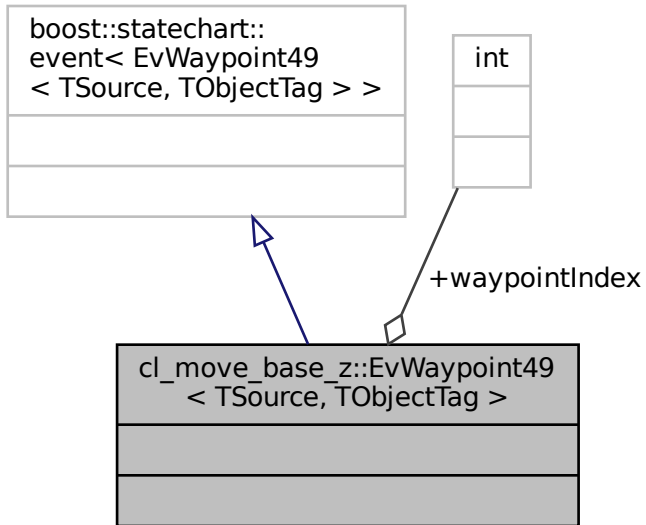 boost::statechart::
event< EvWaypoint49
< TSource, TObjectTag > >
int
+waypointIndex
cl_move_base_z::EvWaypoint49
< TSource, TObjectTag >